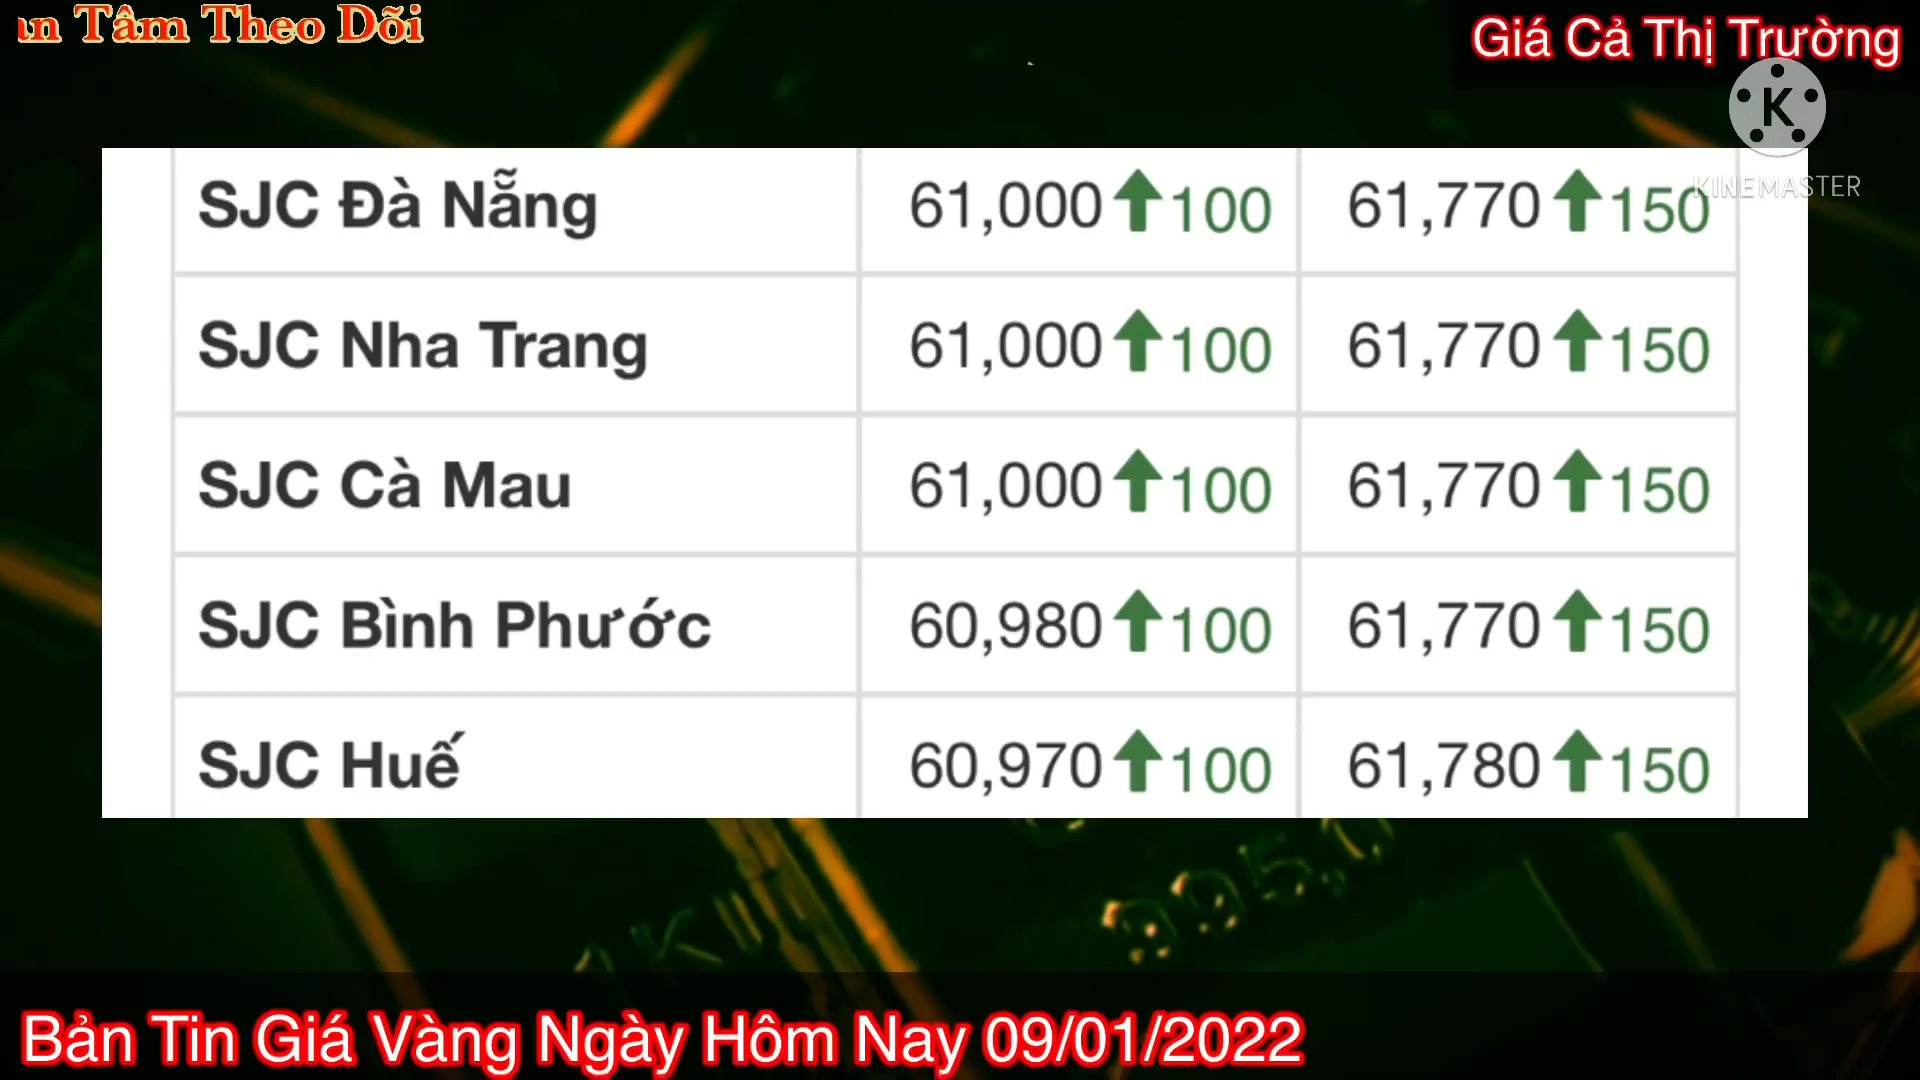 Tâm Theo Dõi
Giá Cả Thị Trường
K
KINEMASTER
SJC Đà Nẵng 61,000 100 61,770 150
SJC Nha Trang 61,000 100 61,770 150
SJC Cà Mau 61,000 100 61,770 150
SJC Bình Phước 60,980 100 61,770 150
SJC Huế 60,970 100 61,780 150
Bản Tin Giá Vàng Ngày Hôm Nay 09/01/2022